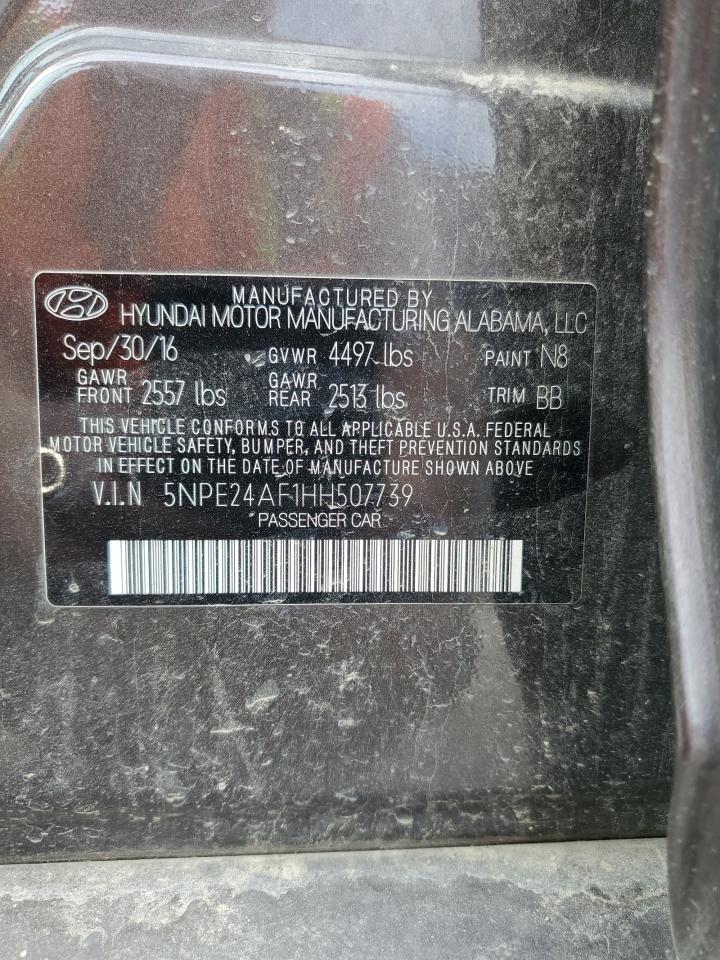 MANUFACTURED BY
HYUNDAI MOTOR MANUFACTURING ALABAMA, LLC
Sep/30/16 GVWR 4497 lbs PAINT N8
GAWR FRONT 2557 lbs GAWR REAR 2513 lbs TRIM BB
THIS VEHICLE CONFORMS TO ALL APPLICABLE U.S.A. FEDERAL
MOTOR VEHICLE SAFETY, BUMPER, AND THEFT PREVENTION STANDARDS
IN EFFECT ON THE DATE OF MANUFACTURE SHOWN ABOVE
V.I.N 5NPE24AF1HH507739
PASSENGER CAR